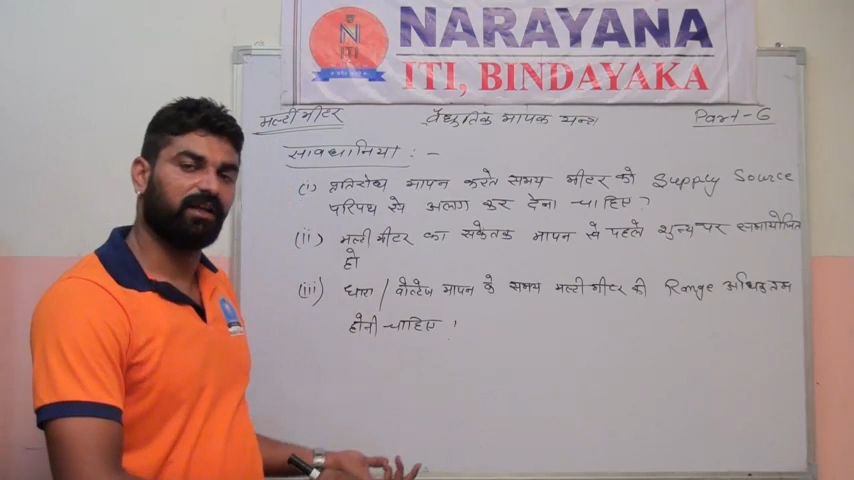 NARAYANA
N
ITI
ITI, BINDAYAKA
मल्टीमीटर वैधुतिक मापक यन्त्र Part-6
सावधानिया :-
(i) प्रतिरोध मापन करते समय मीटर को Supply Source
परिपथ से अलग कर देना चाहिए?
(ii) मल्टीमीटर का संकेतक मापन से पहले शुन्य पर समायोजित
हो
(iii) धारा / वोल्टेज मापन के समय मल्टीमीटर की Range अधिकतम
होनी चाहिए !